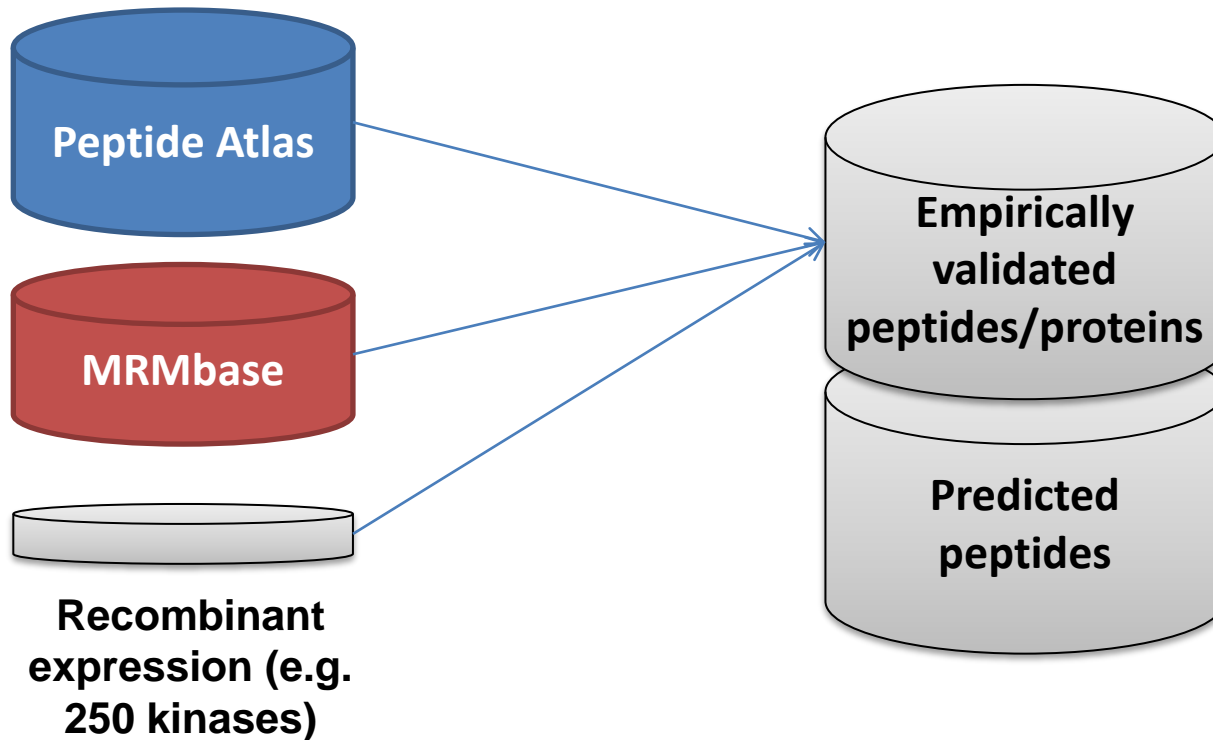 Peptide Atlas
MRMbase
Recombinant
expression (e.g.
250 kinases)
Empirically
validated
peptides/proteins
Predicted
peptides